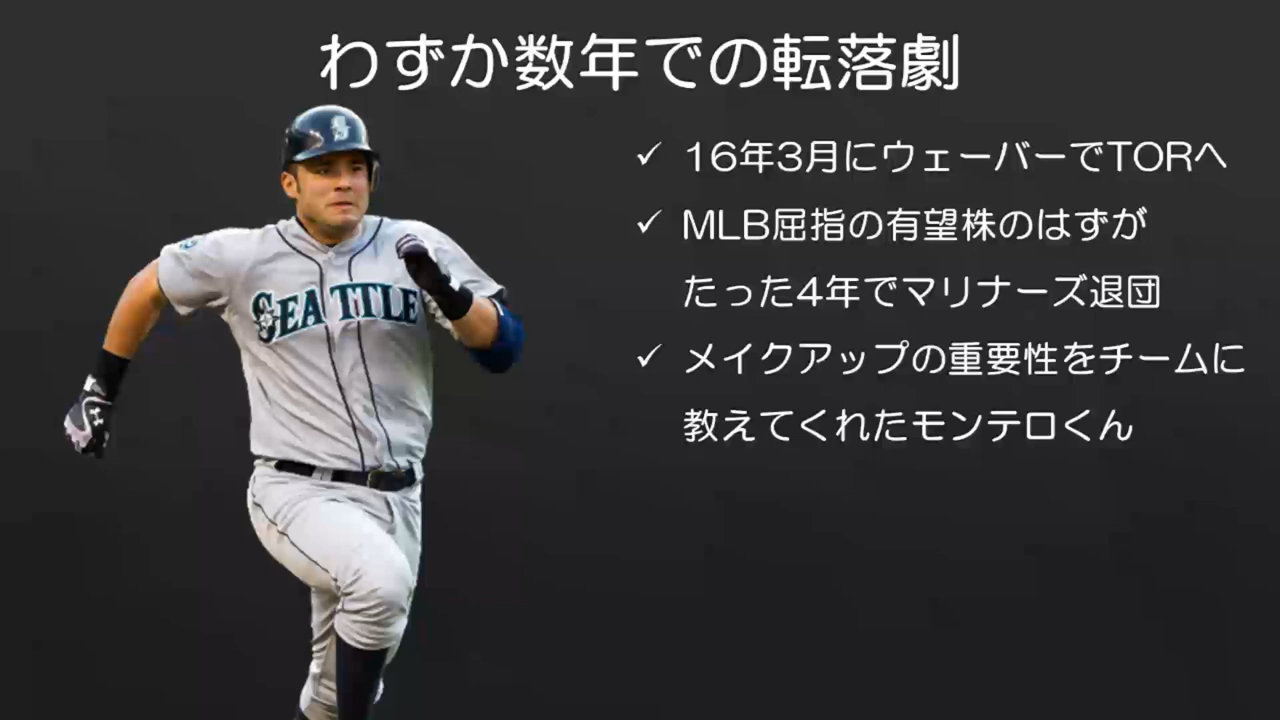 わずか数年での転落劇
✓ 16年3月にウェーバーでTORへ
✓ MLB屈指の有望株のはずが
たった4年でマリナーズ退団
✓ メイクアップの重要性をチームに
教えてくれたモンテロくん
SEATTLE